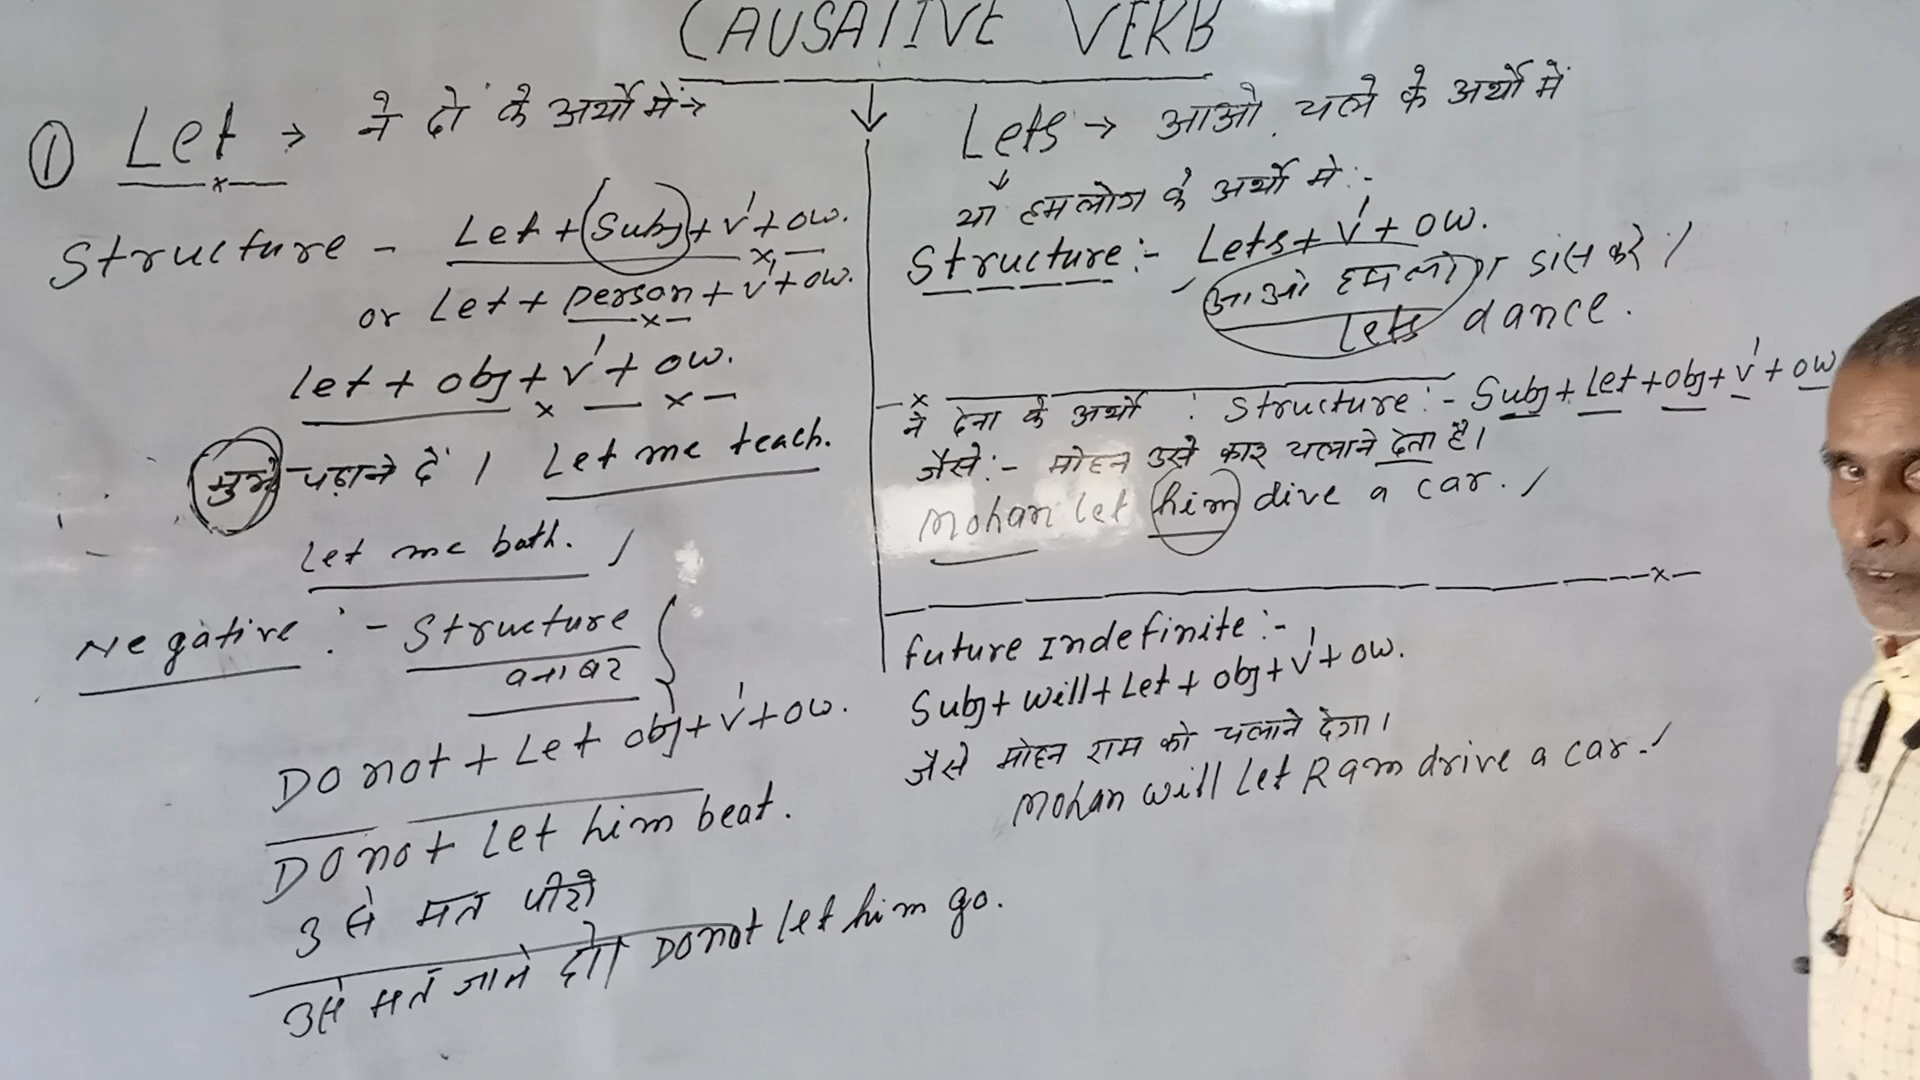 CAUSATIVE VERB
① Let → ने दो के अर्थो में →
Structure - Let + Subj + V¹ + ow.
or Let + person + V¹ + ow.
Let + obj + V¹ + ow.
मुझे पढ़ाने दें। Let me teach.
Let me bath.
Negative :- Structure
बनावट
DO not + Let obj + V¹ + ow.
DO not Let him beat.
उसे मत पीटो
उसे मत जाने दो। DO not let him go.
Lets → आओ चले के अर्थो में
या हमलोग के अर्थो मे :-
Structure :- Lets + V¹ + ow.
आओ हमलोग डांस करे।
Lets dance.
ने देना के अर्थो : Structure :- Subj + Let + obj + V¹ + ow
जैसे :- मोहन उसे कार चलाने देता है।
Mohan let him dive a car.
future Indefinite :-
Subj + will + Let + obj + V¹ + ow.
जैसे मोहन राम को चलाने देगा।
Mohan will Let Ram drive a car.